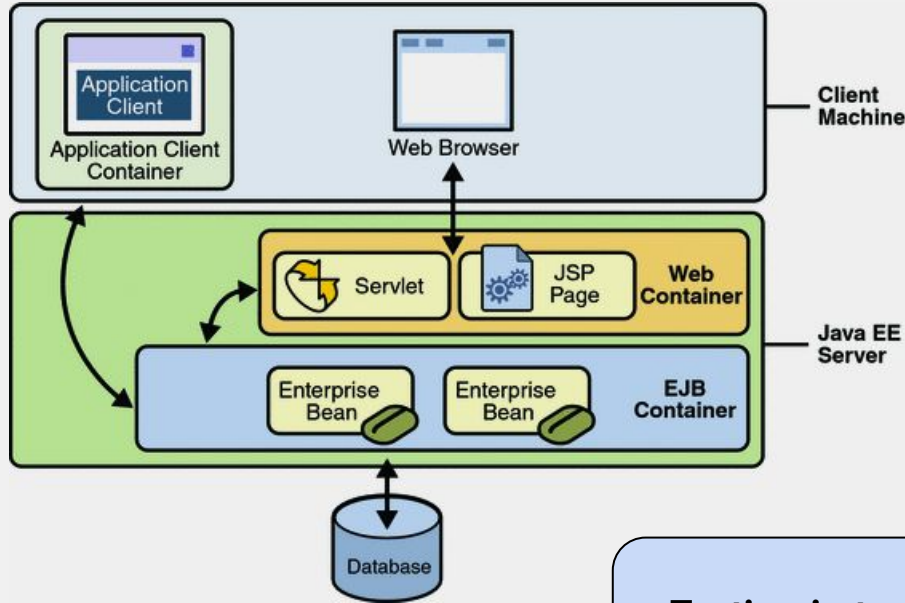 Application
Client
Application Client
Container
Web Browser
Client
Machine
Servlet
JSP
Page
Web
Container
Java EE
Server
Enterprise
Bean
Enterprise
Bean
EJB
Container
Database